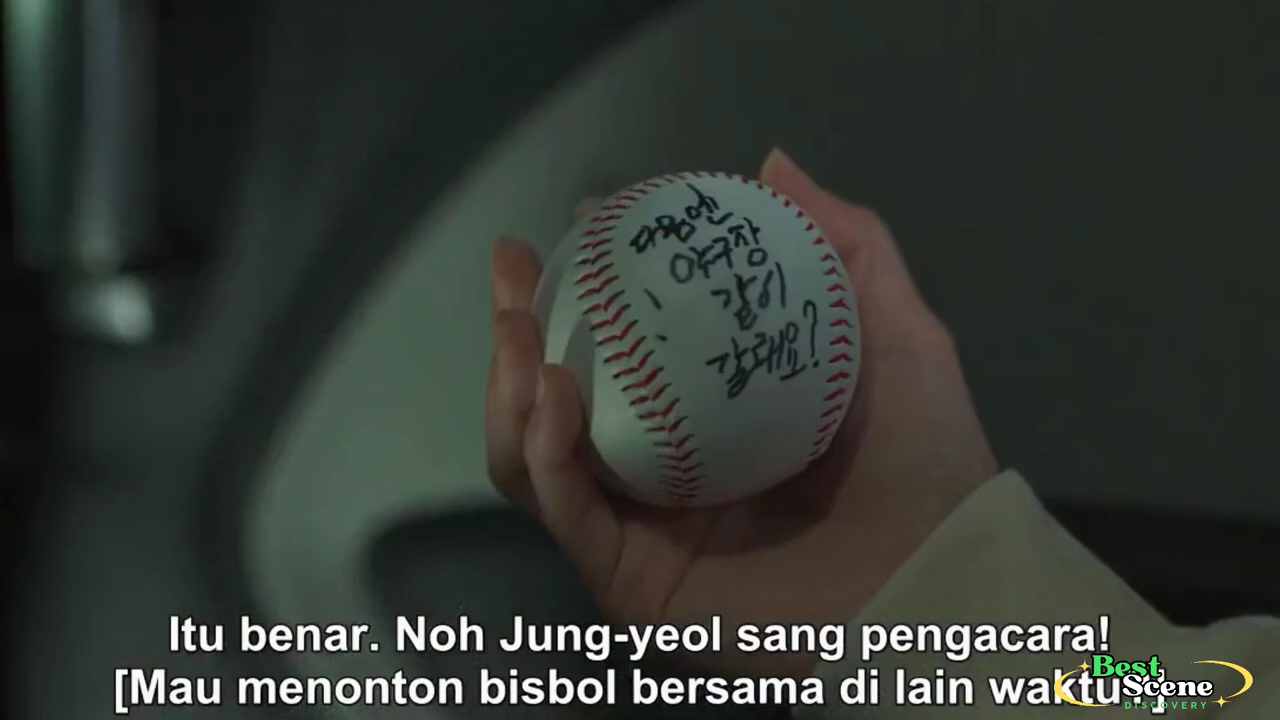 다음엔
야구장
같이
갈래요?
Itu benar. Noh Jung-yeol sang pengacara!
[Mau menonton bisbol bersama di lain waktu?]
Best
Scene
DISCOVERY